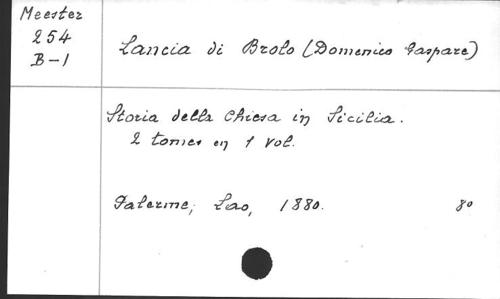 Meester
254
B-1
Lancia di Brolo (Domenico Gaspare)
Storia della Chiesa in Sicilia.
2 tomes en 1 vol.
Palerme, Lao, 1880. 8o